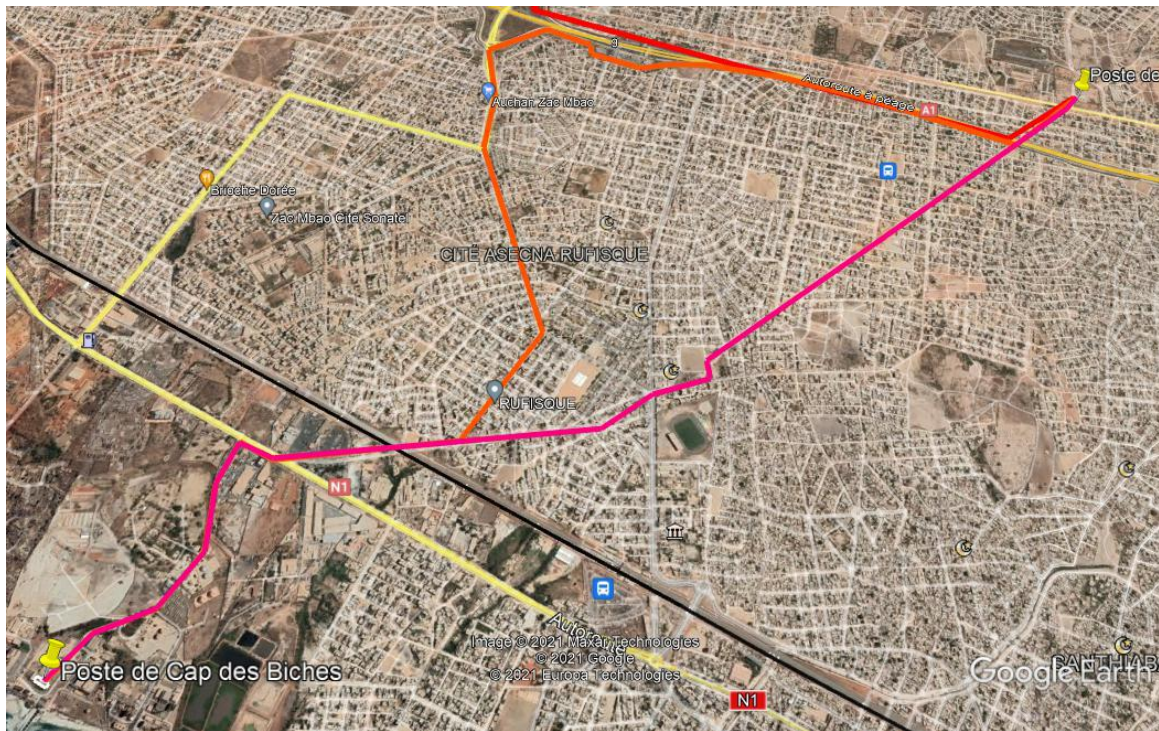 g
Poste de
Autoroute à péage
A1
Auchan Zac Mbao
Brioche Dorée
Zac Mbao Cité Sonatel
CITÉ ASECNA RUFISQUE
RUFISQUE
N1
Autoroute
Image © 2021 Maxar Technologies
© 2021 Google
© 2021 Europa Technologies
Poste de Cap des Biches
Google Earth
N1